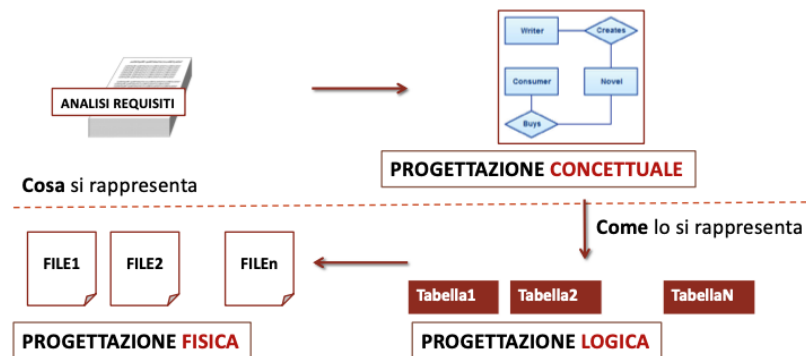 Writer
Creates
ANALISI REQUISITI
Consumer
Novel
Buys
PROGETTAZIONE CONCETTUALE
Cosa si rappresenta
Come lo si rappresenta
FILE1
FILE2
FILEn
Tabella1
Tabella2
TabellaN
PROGETTAZIONE FISICA
PROGETTAZIONE LOGICA